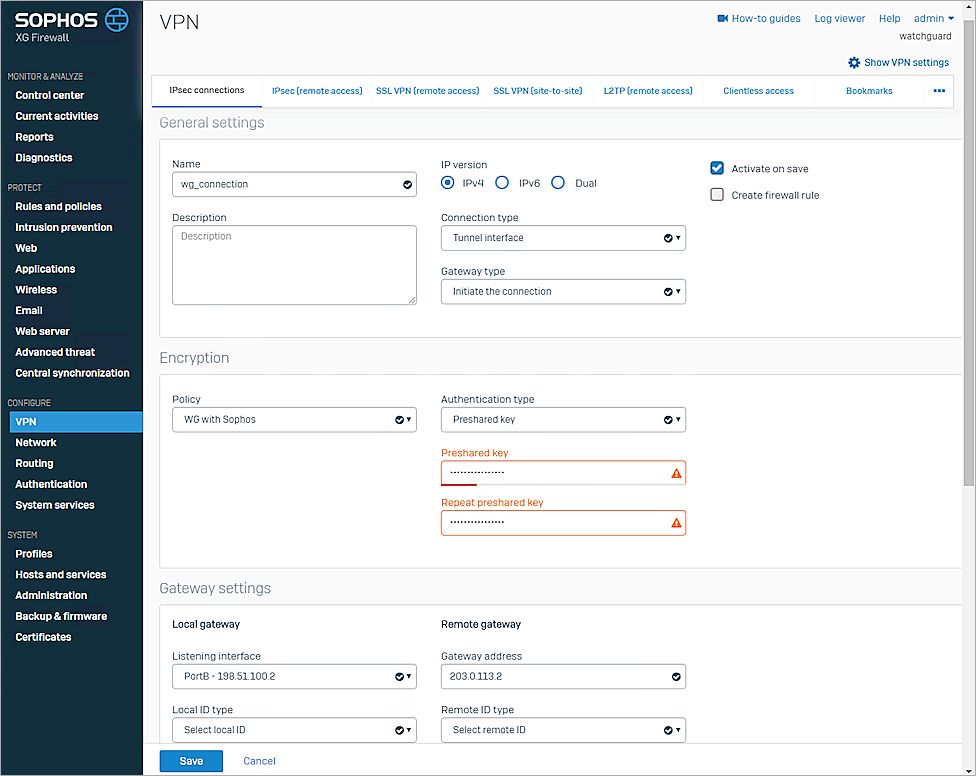 SOPHOS
XG Firewall
MONITOR & ANALYZE
Control center
Current activities
Reports
Diagnostics
PROTECT
Rules and policies
Intrusion prevention
Web
Applications
Wireless
Email
Web server
Advanced threat
Central synchronization
CONFIGURE
VPN
Network
Routing
Authentication
System services
SYSTEM
Profiles
Hosts and services
Administration
Backup & firmware
Certificates
VPN
How-to guides Log viewer Help admin
watchguard
Show VPN settings
IPsec connections IPsec (remote access) SSL VPN (remote access) SSL VPN (site-to-site) L2TP (remote access) Clientless access Bookmarks •••
General settings
Name
wg_connection
Description
Description
IP version
IPv4 IPv6 Dual
Connection type
Tunnel interface
Gateway type
Initiate the connection
Activate on save
Create firewall rule
Encryption
Policy
WG with Sophos
Authentication type
Preshared key
Preshared key
Repeat preshared key
Gateway settings
Local gateway
Listening interface
PortB - 198.51.100.2
Local ID type
Select local ID
Remote gateway
Gateway address
203.0.113.2
Remote ID type
Select remote ID
Save Cancel